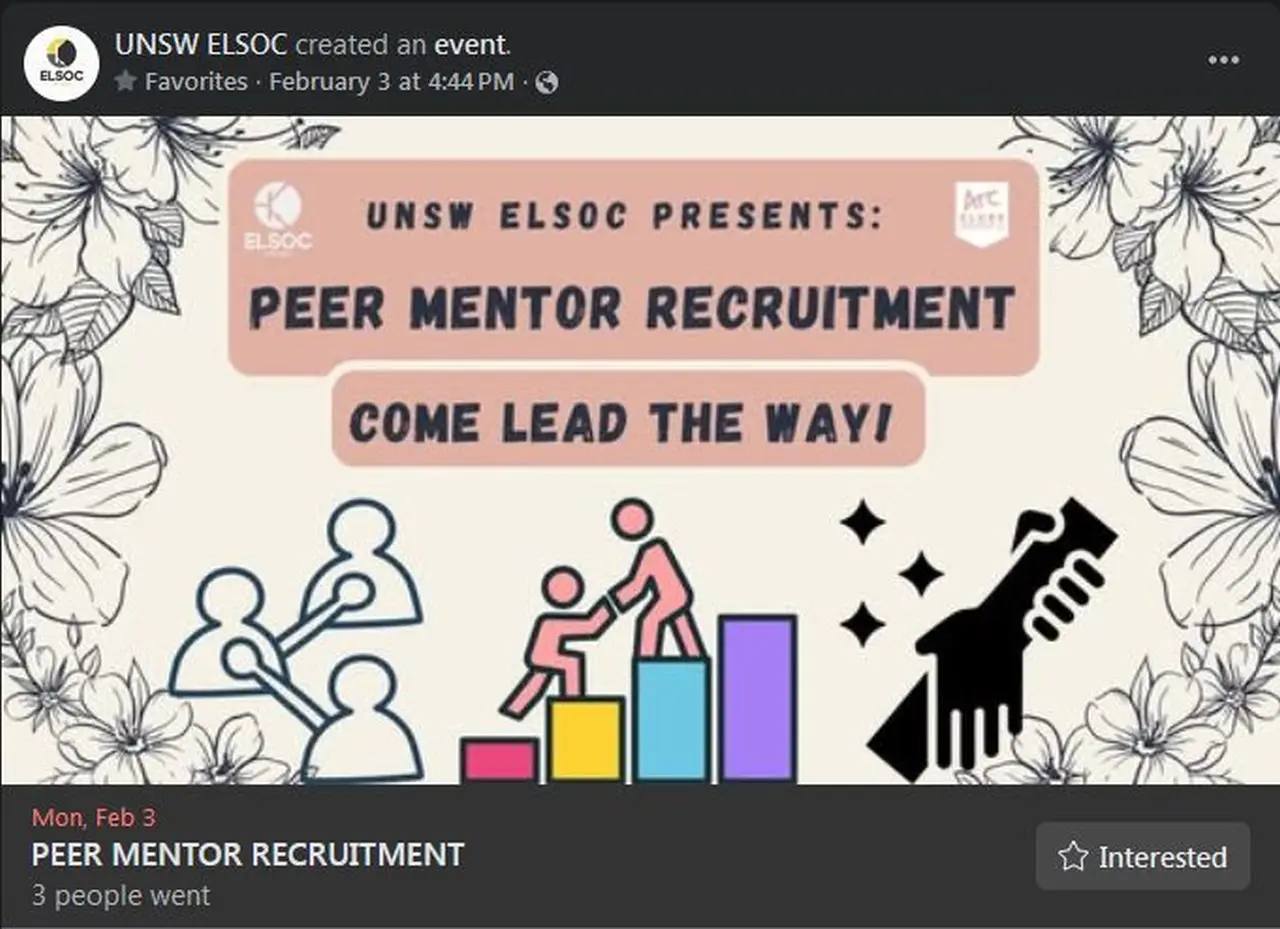 UNSW ELSOC created an event.
ELSOC
Favorites · February 3 at 4:44 PM ·
UNSW ELSOC PRESENTS:
ELSOC
Arc
PEER MENTOR RECRUITMENT
COME LEAD THE WAY!
Mon, Feb 3
PEER MENTOR RECRUITMENT
Interested
3 people went